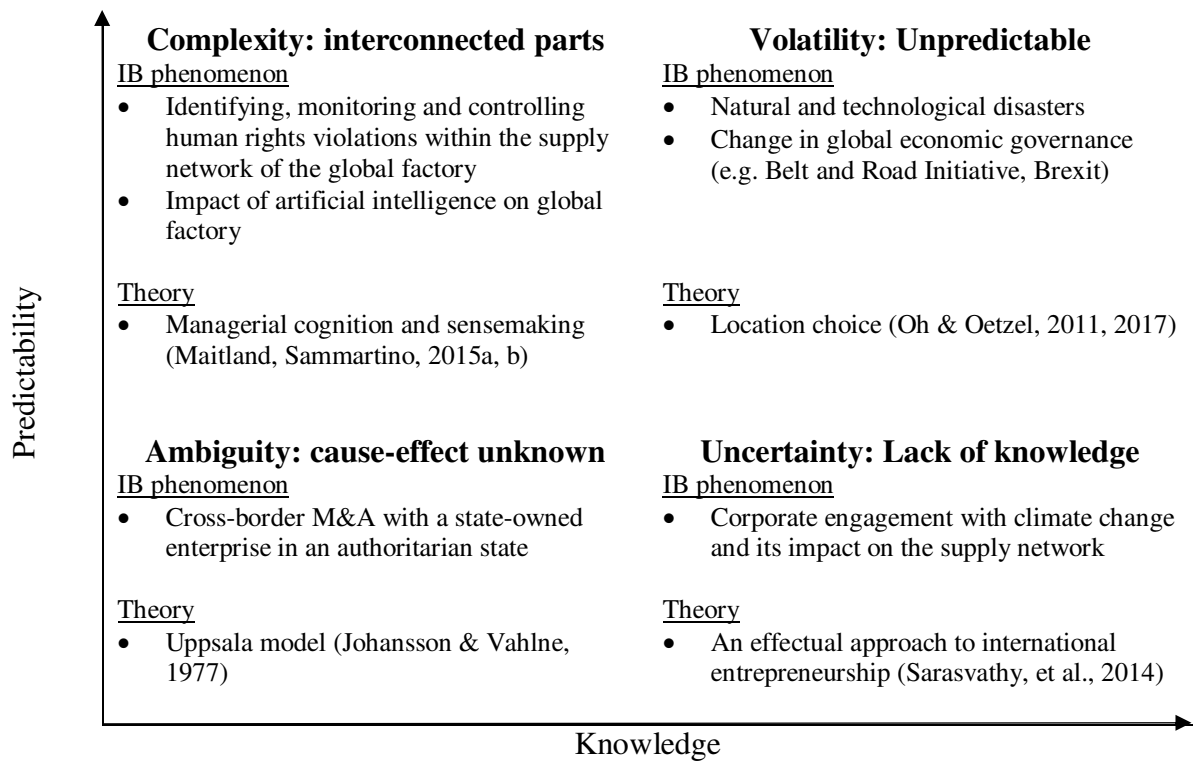 Predictability
Complexity: interconnected parts
IB phenomenon
• Identifying, monitoring and controlling
human rights violations within the supply
network of the global factory
• Impact of artificial intelligence on global
factory
Theory
• Managerial cognition and sensemaking
(Maitland, Sammartino, 2015a, b)
Volatility: Unpredictable
IB phenomenon
• Natural and technological disasters
• Change in global economic governance
(e.g. Belt and Road Initiative, Brexit)
Theory
• Location choice (Oh & Oetzel, 2011, 2017)
Ambiguity: cause-effect unknown
IB phenomenon
• Cross-border M&A with a state-owned
enterprise in an authoritarian state
Theory
• Uppsala model (Johansson & Vahlne,
1977)
Uncertainty: Lack of knowledge
IB phenomenon
• Corporate engagement with climate change
and its impact on the supply network
Theory
• An effectual approach to international
entrepreneurship (Sarasvathy, et al., 2014)
Knowledge